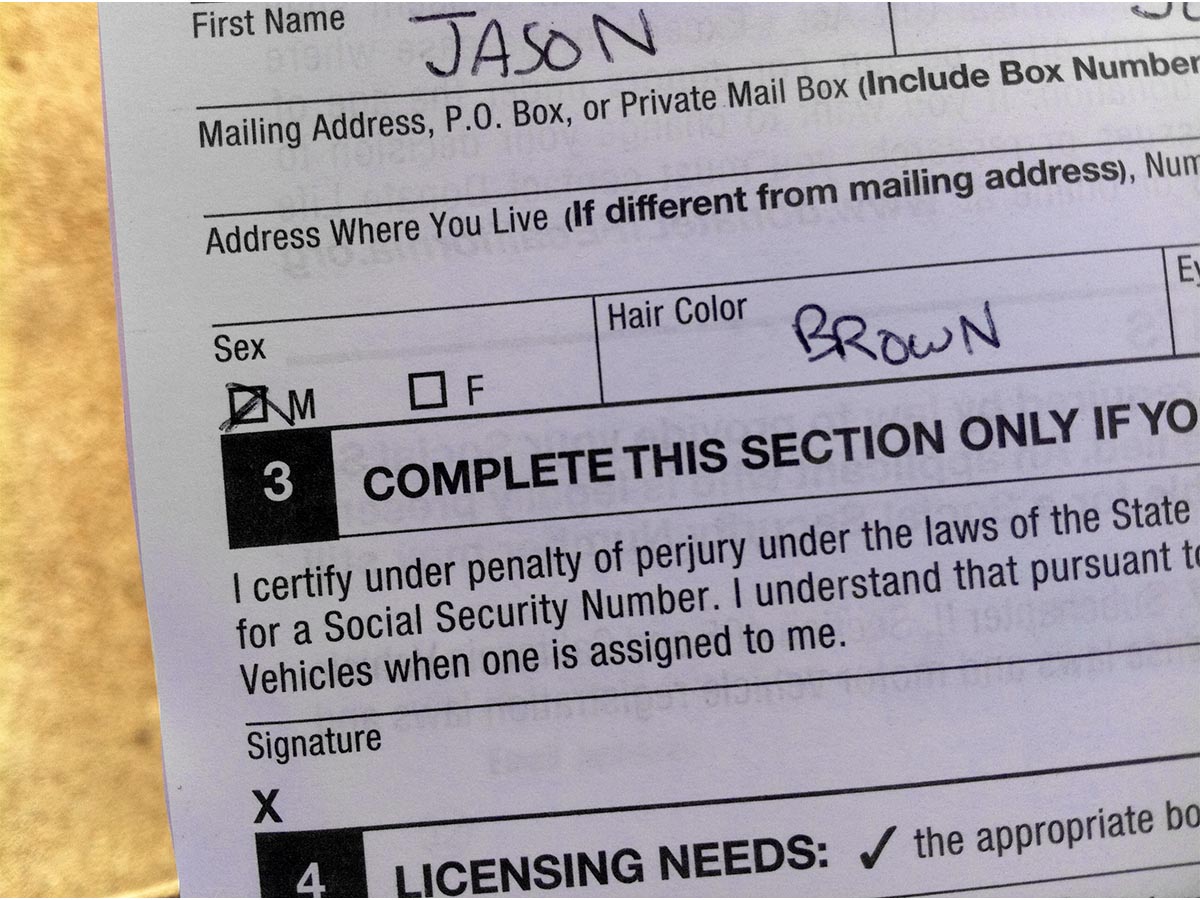 First Name JASON
Mailing Address, P.O. Box, or Private Mail Box (Include Box Number
Address Where You Live (If different from mailing address), Num
Sex
Hair Color BROWN
Ey
M F
3 COMPLETE THIS SECTION ONLY IF YO
I certify under penalty of perjury under the laws of the State
for a Social Security Number. I understand that pursuant to
Vehicles when one is assigned to me.
Signature
X
4 LICENSING NEEDS: ✓ the appropriate bo